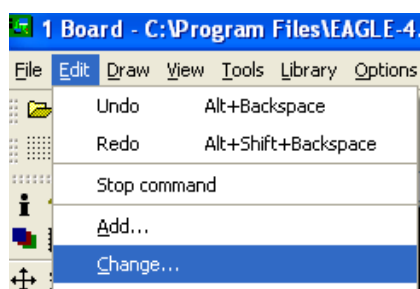 1 Board - C:\Program Files\EAGLE-4.
File Edit Draw View Tools Library Options
Undo Alt+Backspace
Redo Alt+Shift+Backspace
Stop command
Add...
Change...